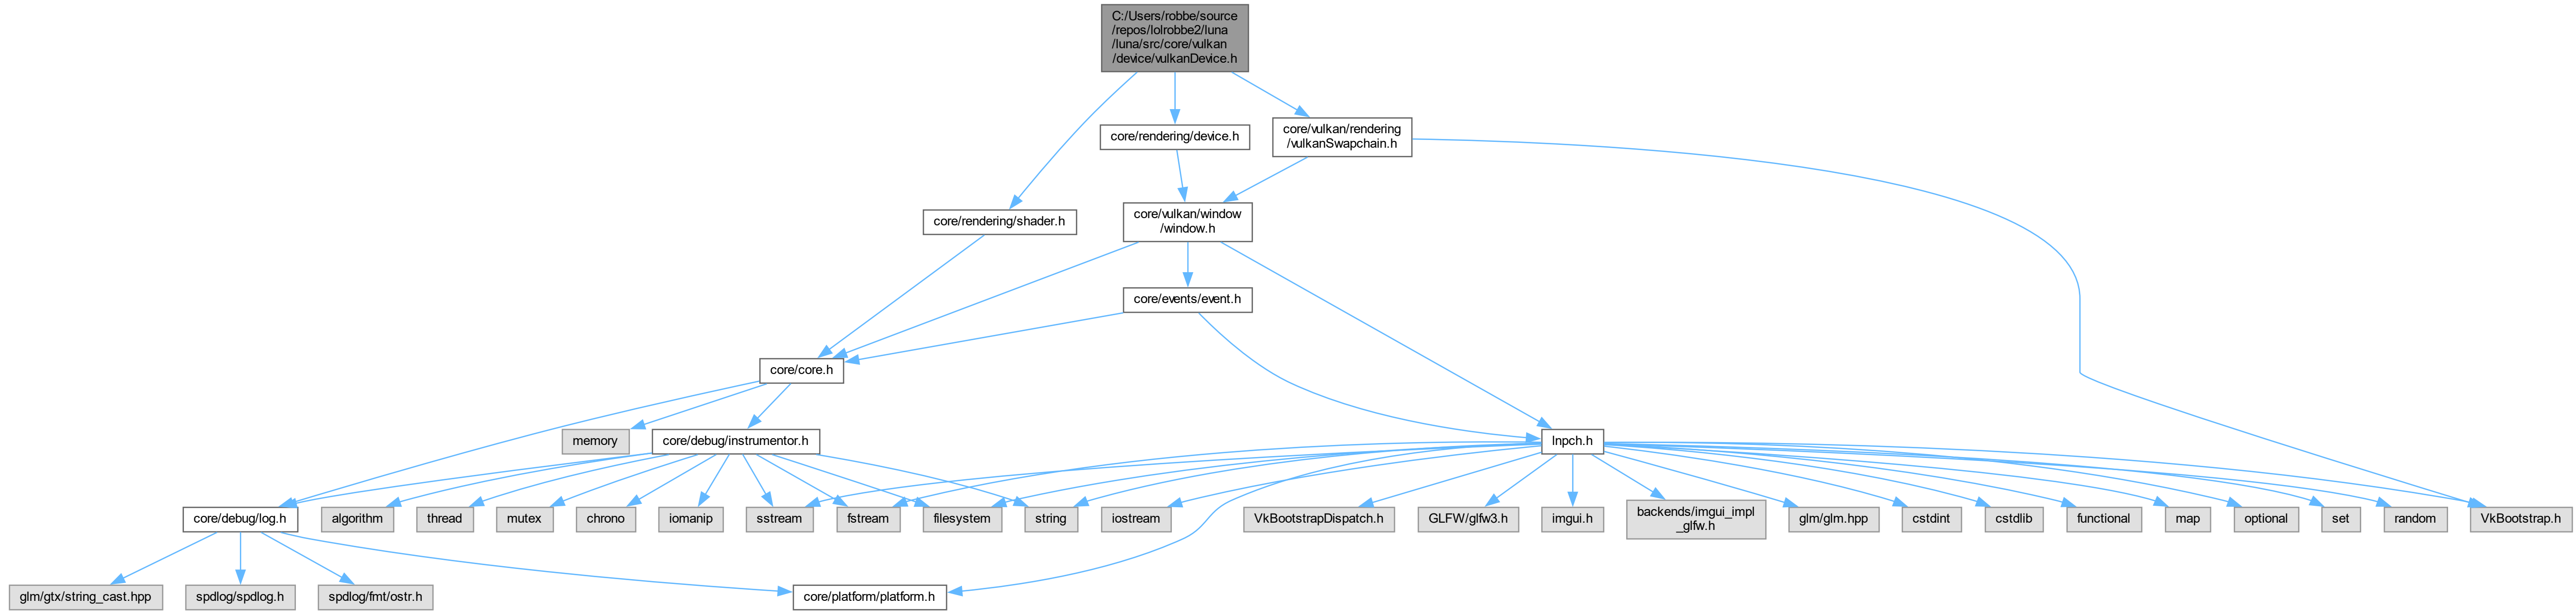 C:/Users/robbe/source
/repos/lolrobbe2/luna
/luna/src/core/vulkan
/device/vulkanDevice.h
core/rendering/device.h
core/vulkan/rendering
/vulkanSwapchain.h
core/rendering/shader.h
core/vulkan/window
/window.h
core/events/event.h
core/core.h
memory
core/debug/instrumentor.h
lnpch.h
core/debug/log.h
algorithm
thread
mutex
chrono
iomanip
sstream
fstream
filesystem
string
iostream
VkBootstrapDispatch.h
GLFW/glfw3.h
imgui.h
backends/imgui_impl
_glfw.h
glm/glm.hpp
cstdint
cstdlib
functional
map
optional
set
random
VkBootstrap.h
glm/gtx/string_cast.hpp
spdlog/spdlog.h
spdlog/fmt/ostr.h
core/platform/platform.h